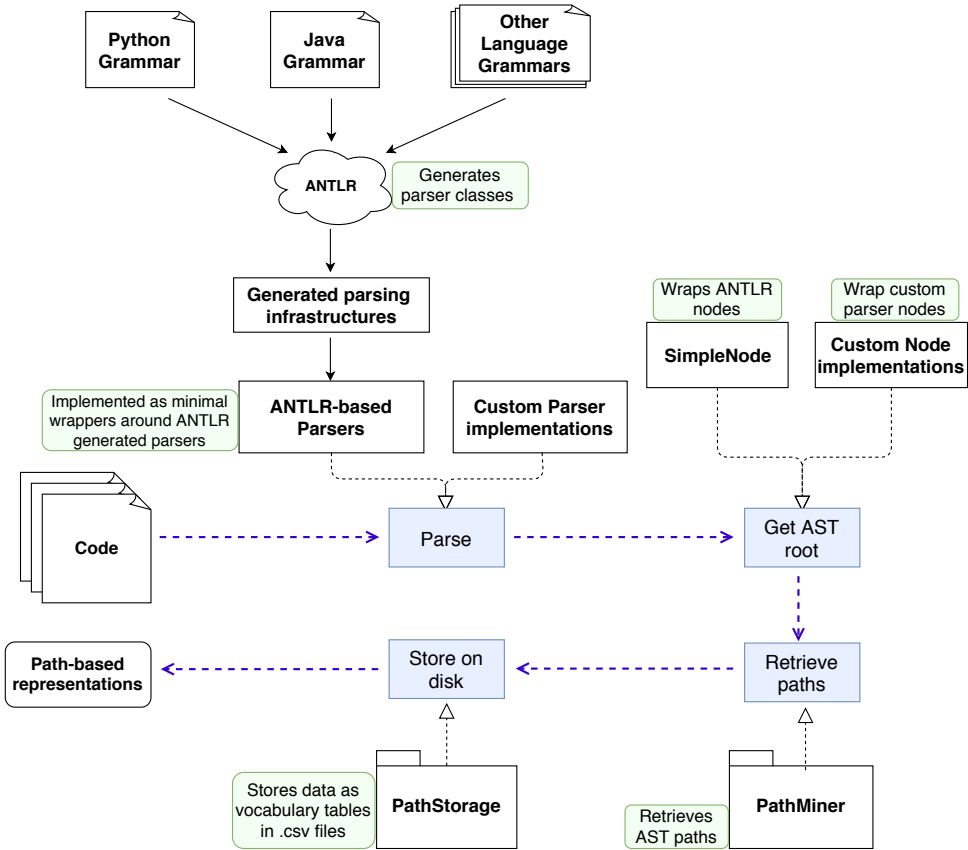 Python
Grammar
Java
Grammar
Other
Language
Grammars
ANTLR
Generates
parser classes
Generated parsing
infrastructures
Wraps ANTLR
nodes
Wrap custom
parser nodes
SimpleNode
Custom Node
implementations
Implemented as minimal
wrappers around ANTLR
generated parsers
ANTLR-based
Parsers
Custom Parser
implementations
Code
Parse
Get AST
root
Path-based
representations
Store on
disk
Retrieve
paths
Stores data as
vocabulary tables
in .csv files
PathStorage
Retrieves
AST paths
PathMiner